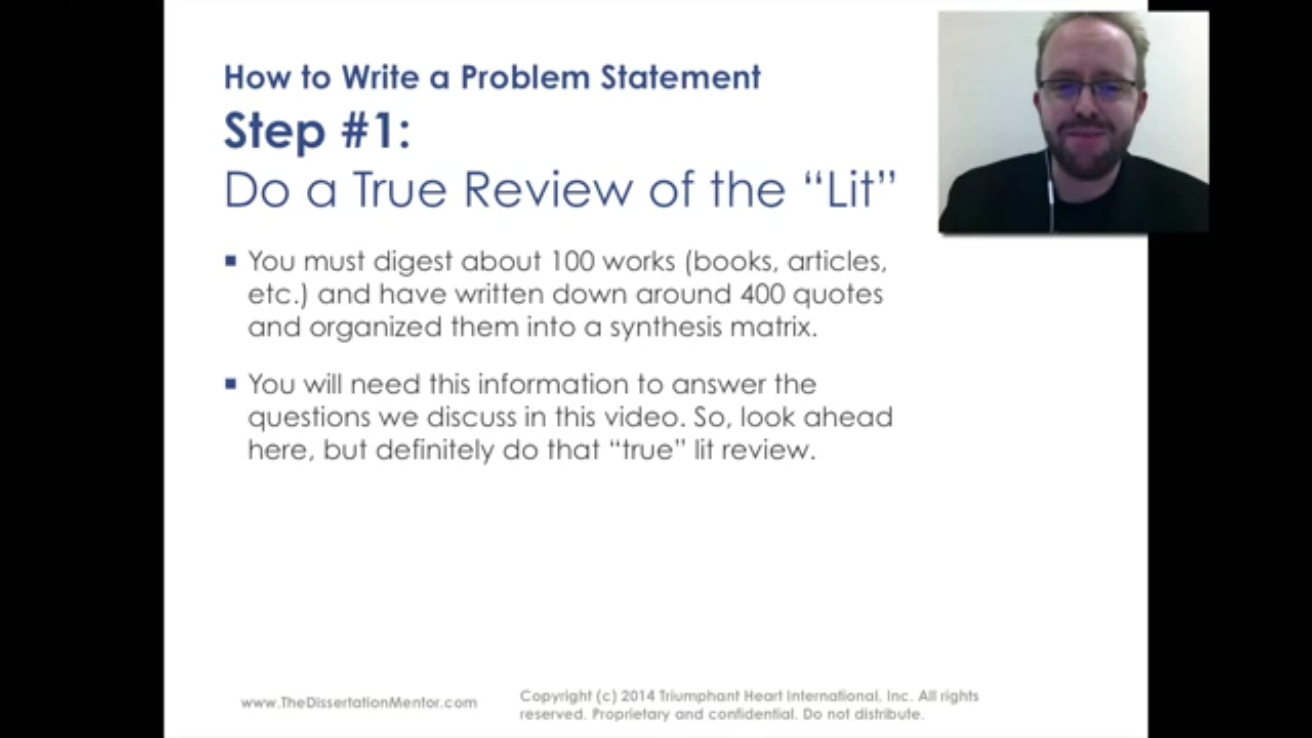 How to Write a Problem Statement
Step #1:
Do a True Review of the “Lit”
▪ You must digest about 100 works (books, articles,
etc.) and have written down around 400 quotes
and organized them into a synthesis matrix.
▪ You will need this information to answer the
questions we discuss in this video. So, look ahead
here, but definitely do that “true” lit review.
www.TheDissertationMentor.com
Copyright (c) 2014 Triumphant Heart International, Inc. All rights
reserved. Proprietary and confidential. Do not distribute.